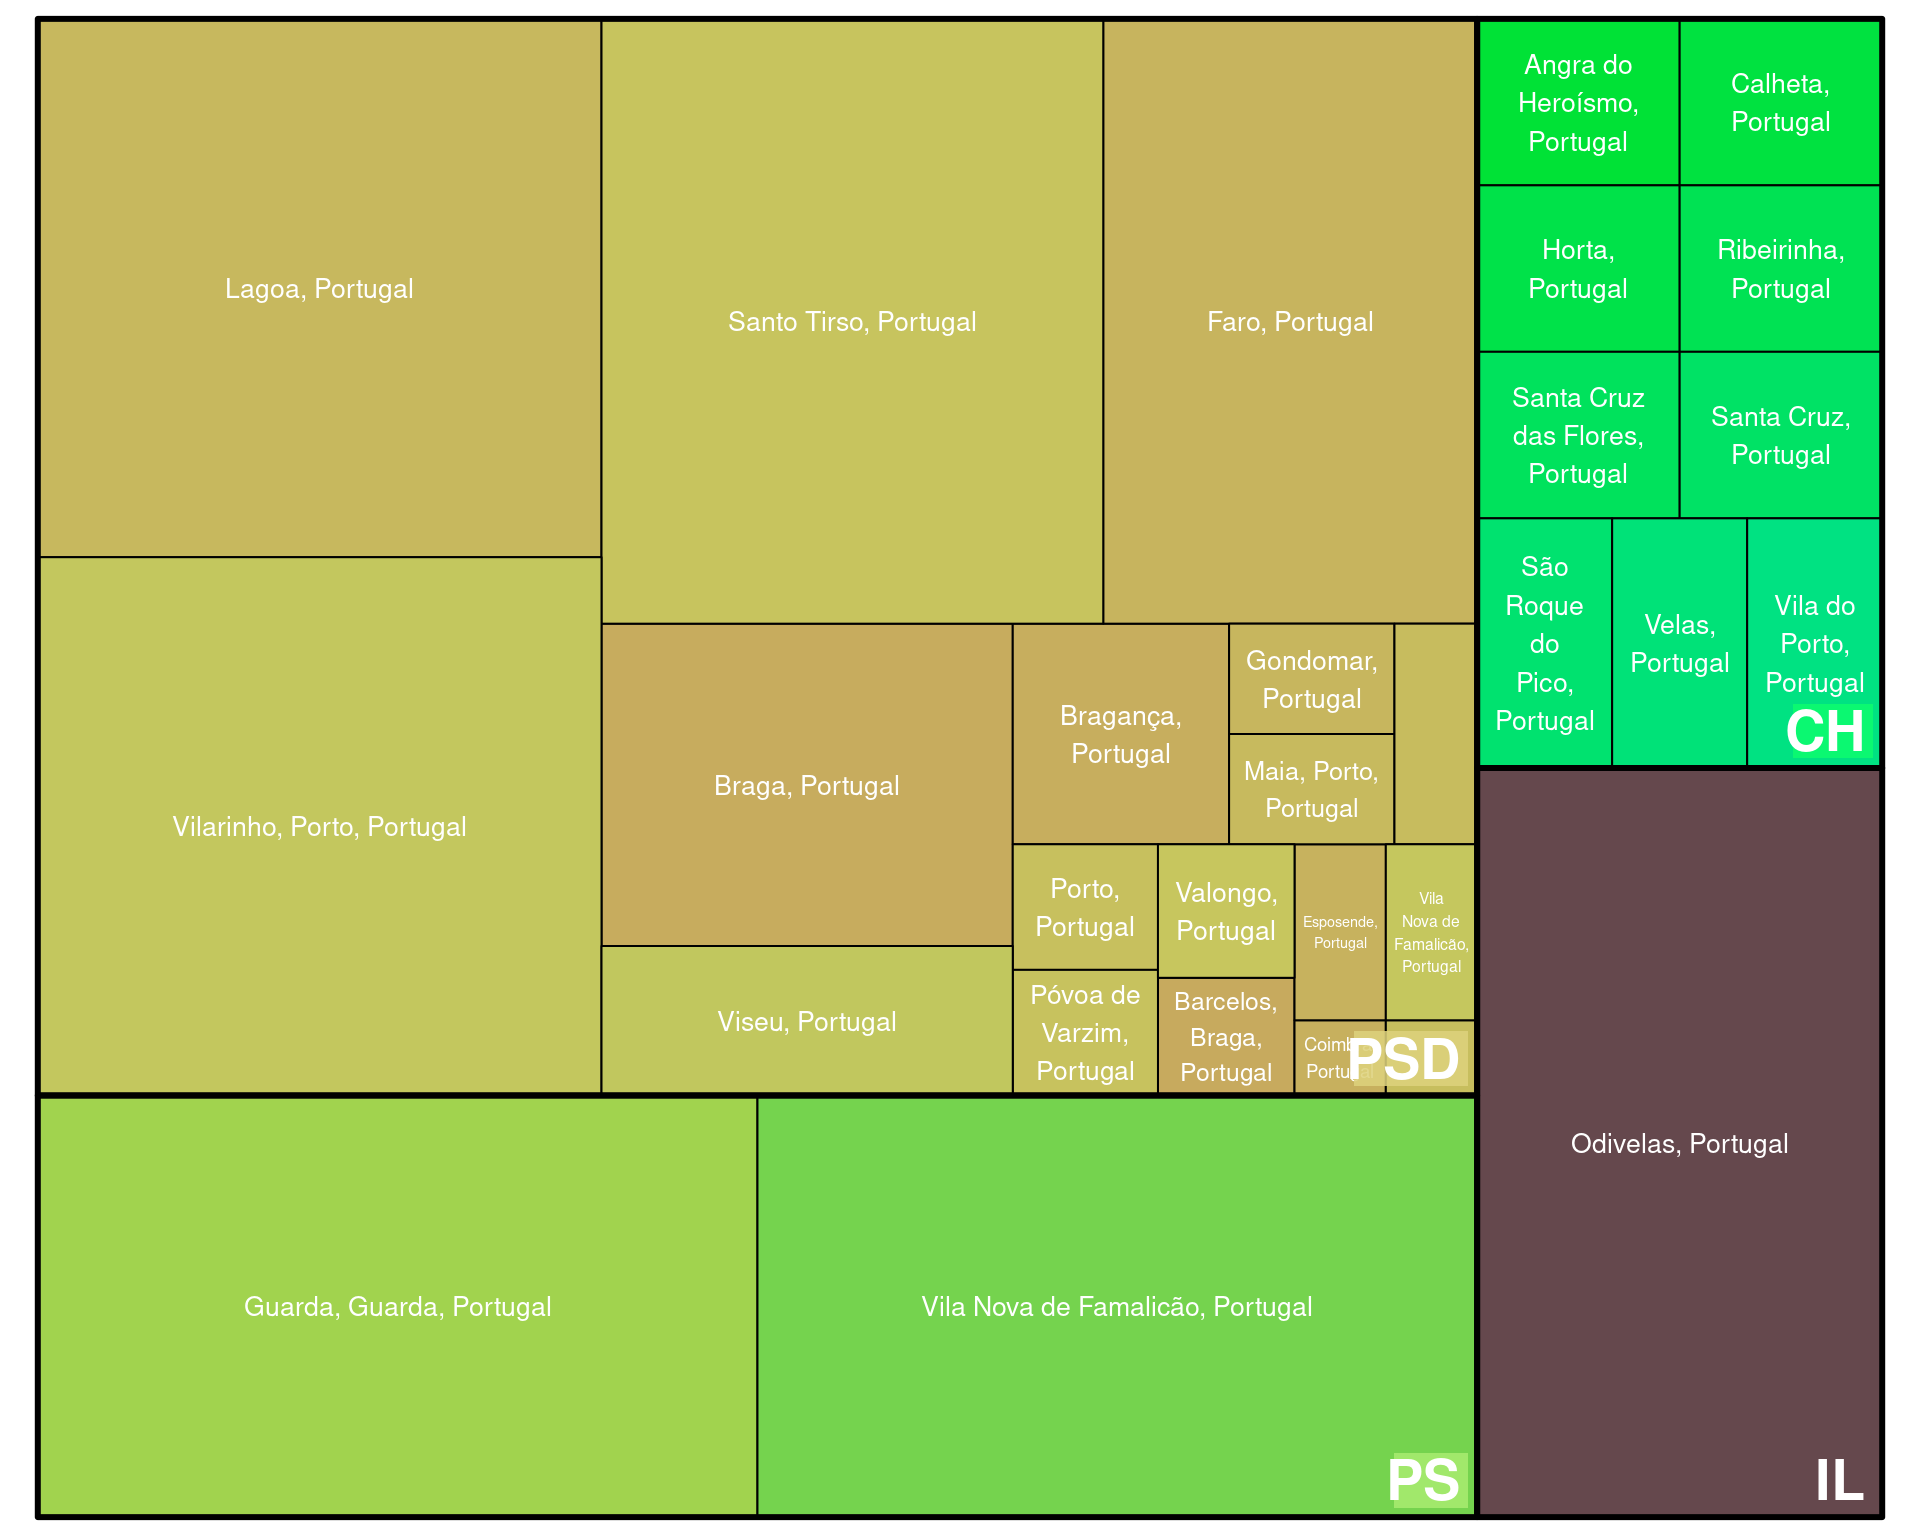 Lagoa, Portugal
Santo Tirso, Portugal
Faro, Portugal
Vilarinho, Porto, Portugal
Braga, Portugal
Viseu, Portugal
Bragança,
Portugal
Gondomar,
Portugal
Maia, Porto,
Portugal
Porto,
Portugal
Póvoa de
Varzim,
Portugal
Valongo,
Portugal
Barcelos,
Braga,
Portugal
Esposende,
Portugal
Vila
Nova de
Famalicão,
Portugal
Portugal
PSD
Guarda, Guarda, Portugal
Vila Nova de Famalicão, Portugal
PS
Angra do
Heroísmo,
Portugal
Calheta,
Portugal
Horta,
Portugal
Ribeirinha,
Portugal
Santa Cruz
das Flores,
Portugal
Santa Cruz,
Portugal
São
Roque
do
Pico,
Portugal
Velas,
Portugal
Vila do
Porto,
Portugal
CH
Odivelas, Portugal
IL